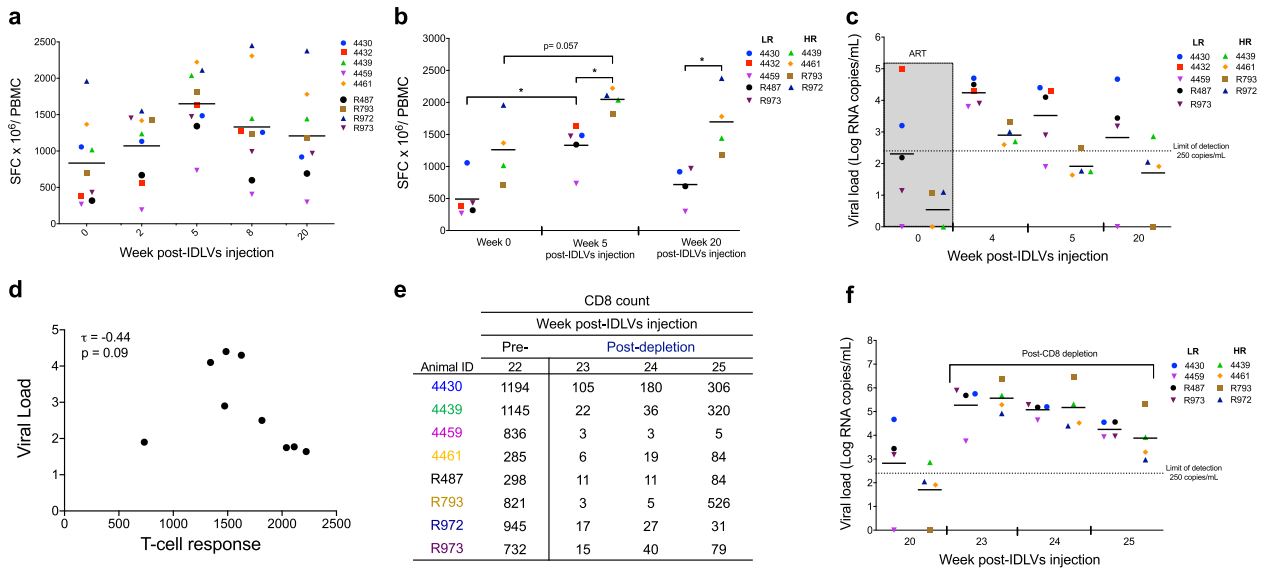 a
2500
2000
1500
1000
500
0
SFC x 10⁶/ PBMC
0
2
5
8
20
Week post-IDLVs injection
4430
4432
4439
4459
4461
R487
R793
R972
R973
b
3000
2500
2000
1500
1000
500
0
SFC x 10⁶/ PBMC
p= 0.057
*
*
*
Week 0
Week 5
post-IDLVs injection
Week 20
post-IDLVs injection
LR HR
4430 4439
4432 4461
4459 R793
R487 R972
R973
c
6
5
4
3
2
1
0
Viral load (Log RNA copies/mL)
ART
Limit of detection
250 copies/mL
0
4
5
20
Week post-IDLVs injection
LR HR
4430 4439
4432 4461
4459 R793
R487 R972
R973
d
5
4
3
2
1
0
Viral Load
τ = -0.44
p = 0.09
0
500
1000
1500
2000
2500
T-cell response
e
CD8 count
Week post-IDLVs injection
Pre- Post-depletion
Animal ID 22 23 24 25
4430 1194 105 180 306
4439 1145 22 36 320
4459 836 3 3 5
4461 285 6 19 84
R487 298 11 11 84
R793 821 3 5 526
R972 945 17 27 31
R973 732 15 40 79
f
8
7
6
5
4
3
2
1
0
Viral load (Log RNA copies/mL)
Post-CD8 depletion
Limit of detection
250 copies/mL
20
23
24
25
Week post-IDLVs injection
LR HR
4430 4439
4459 4461
R487 R793
R973 R972